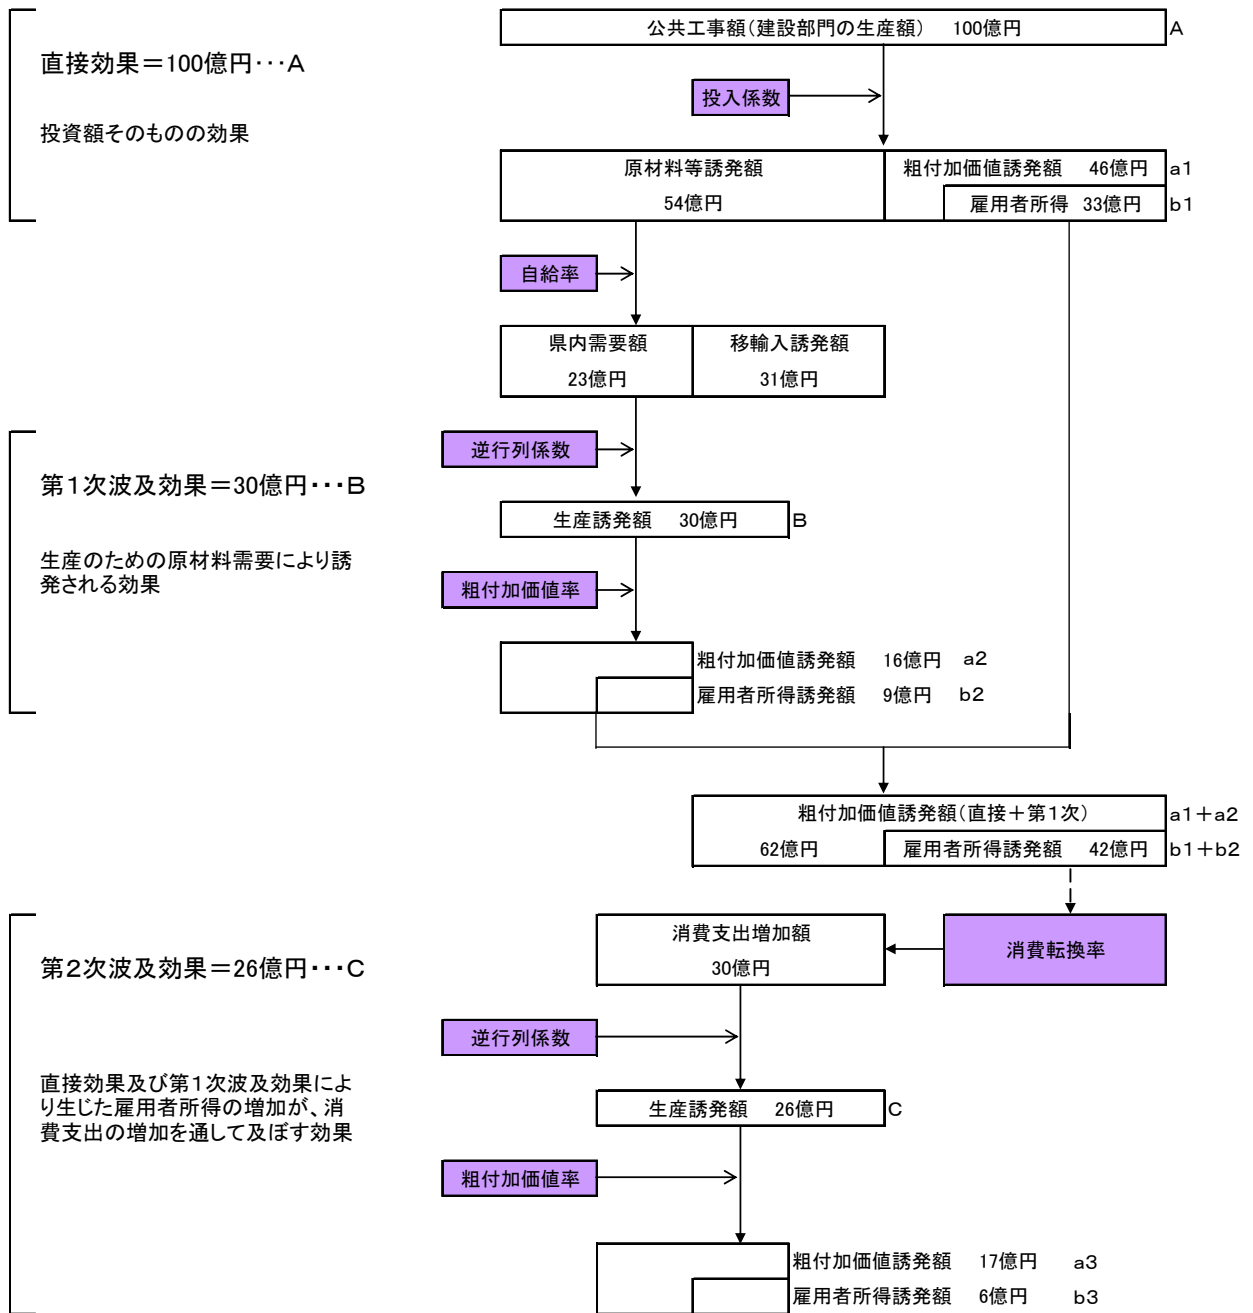 公共工事額(建設部門の生産額) 100億円 A
直接効果＝100億円･･･A
投入係数
投資額そのものの効果
原材料等誘発額
54億円
粗付加価値誘発額 46億円 a1
雇用者所得 33億円 b1
自給率
県内需要額
23億円
移輸入誘発額
31億円
逆行列係数
第１次波及効果＝30億円･･･B
生産誘発額 30億円 B
生産のための原材料需要により誘
発される効果
粗付加価値率
粗付加価値誘発額 16億円 a2
雇用者所得誘発額 9億円 b2
粗付加価値誘発額(直接＋第１次) a1＋a2
62億円
雇用者所得誘発額 42億円 b1＋b2
消費支出増加額
30億円
消費転換率
第２次波及効果＝26億円･･･C
逆行列係数
直接効果及び第１次波及効果によ
り生じた雇用者所得の増加が、消
費支出の増加を通して及ぼす効果
生産誘発額 26億円 C
粗付加価値率
粗付加価値誘発額 17億円 a3
雇用者所得誘発額 6億円 b3